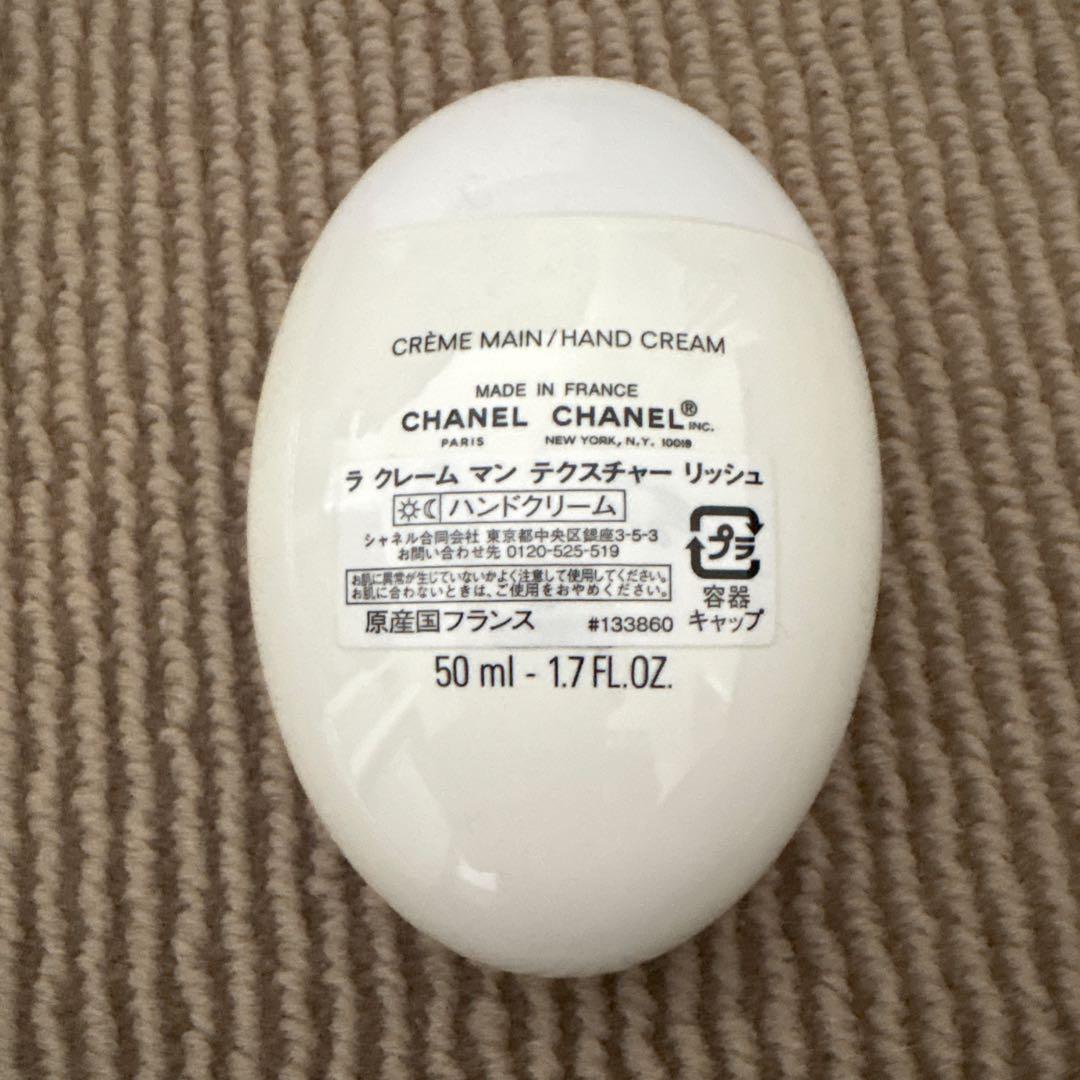 CRÈME MAIN/HAND CREAM
MADE IN FRANCE
CHANEL CHANEL® INC.
PARIS NEW YORK, N.Y. 10019
ラ クレーム マン テクスチャー リッシュ
ハンドクリーム
シャネル合同会社 東京都中央区銀座3-5-3
お問い合わせ先 0120-525-519
お肌に異常が生じていないかよく注意して使用してください。
お肌に合わないときは、ご使用をおやめください。
原産国フランス #133860
プラ
容器
キャップ
50 ml - 1.7 FL.OZ.